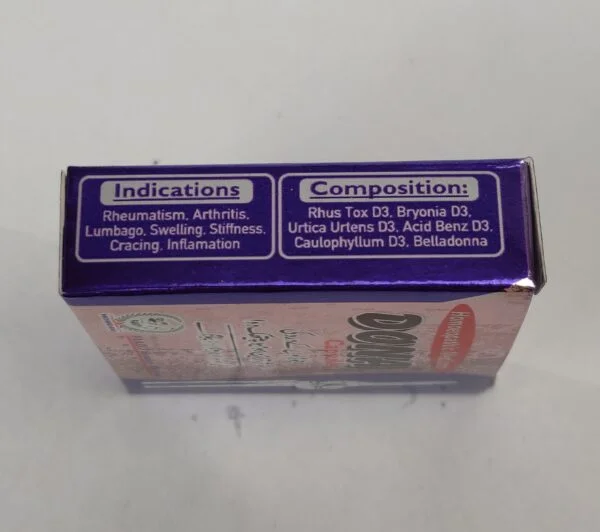 Indications
Rheumatism, Arthritis,
Lumbago, Swelling, Stiffness,
Cracing, Inflamation
Composition:
Rhus Tox D3, Bryonia D3,
Urtica Urtens D3, Acid Benz D3,
Caulophyllum D3, Belladonna
Homeopathic